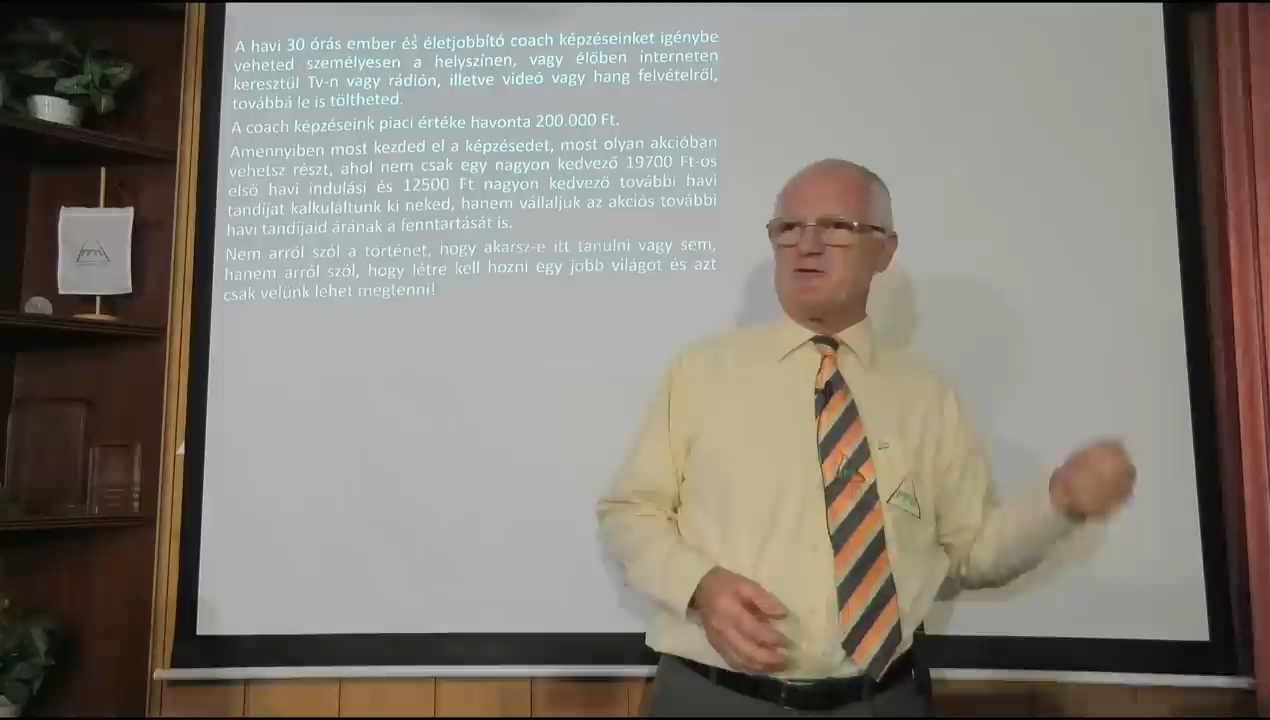 A havi 30 órás ember és életjobbító coach képzéseinket igénybe
veheted személyesen a helyszínen, vagy élőben interneten
keresztül Tv-n vagy rádión, illetve videó vagy hang felvételről,
továbbá le is töltheted.
A coach képzéseink piaci értéke havonta 200.000 Ft.
Amennyiben most kezded el a képzésedet, most olyan akcióban
vehetsz részt, ahol nem csak egy nagyon kedvező 19700 Ft-os
első havi indulási és 12500 Ft nagyon kedvező további havi
tandíjat kalkuláltunk ki neked, hanem vállaljuk az akciós további
havi tandíjaid árának a fenntartását is.
Nem arról szól a történet, hogy akarsz-e itt tanulni vagy sem,
hanem arról szól, hogy létre kell hozni egy jobb világot és azt
csak velünk lehet megtenni!